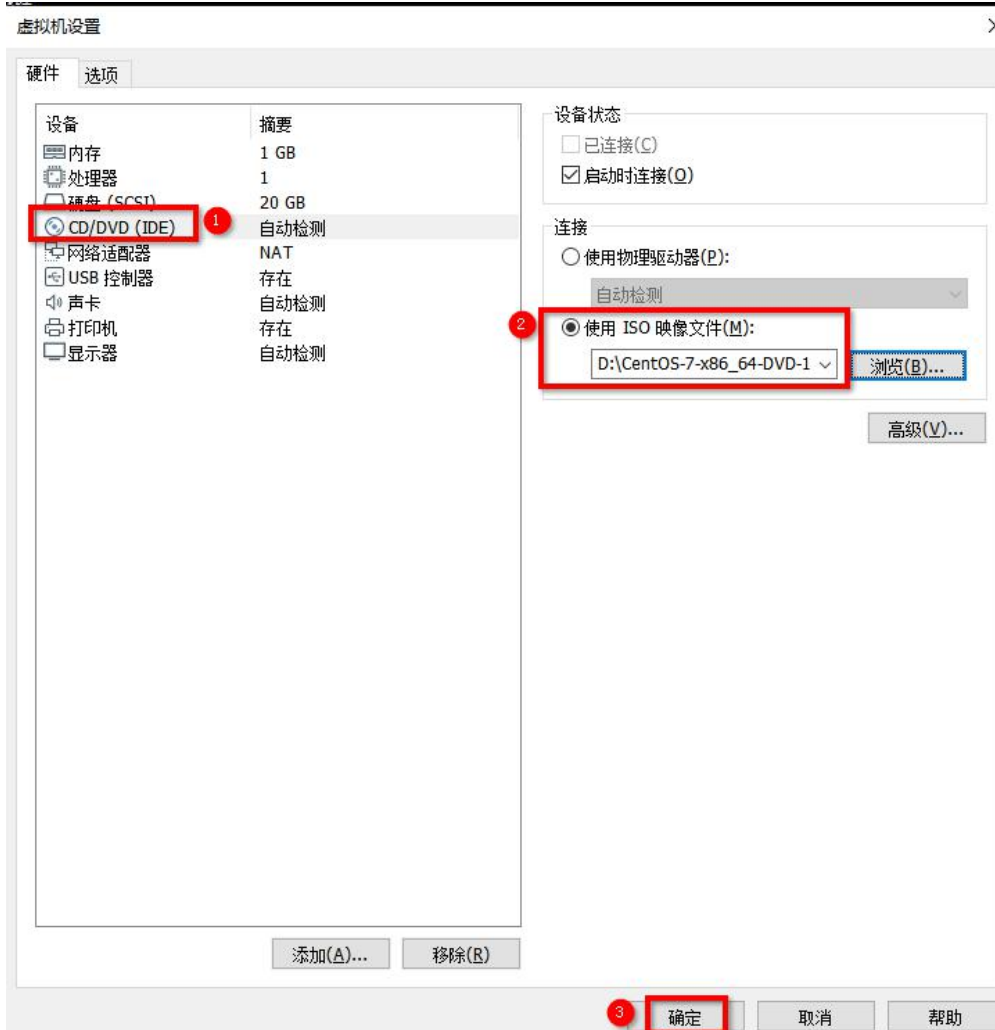 虚拟机设置
硬件 选项
设备 摘要
内存 1 GB
处理器 1
硬盘 (SCSI) 20 GB
CD/DVD (IDE) 自动检测
网络适配器 NAT
USB 控制器 存在
声卡 自动检测
打印机 存在
显示器 自动检测
1
设备状态
已连接(C)
启动时连接(O)
连接
使用物理驱动器(P):
自动检测
2
使用 ISO 映像文件(M):
D:\CentOS-7-x86_64-DVD-1
浏览(B)...
高级(V)...
添加(A)... 移除(R)
3
确定 取消 帮助